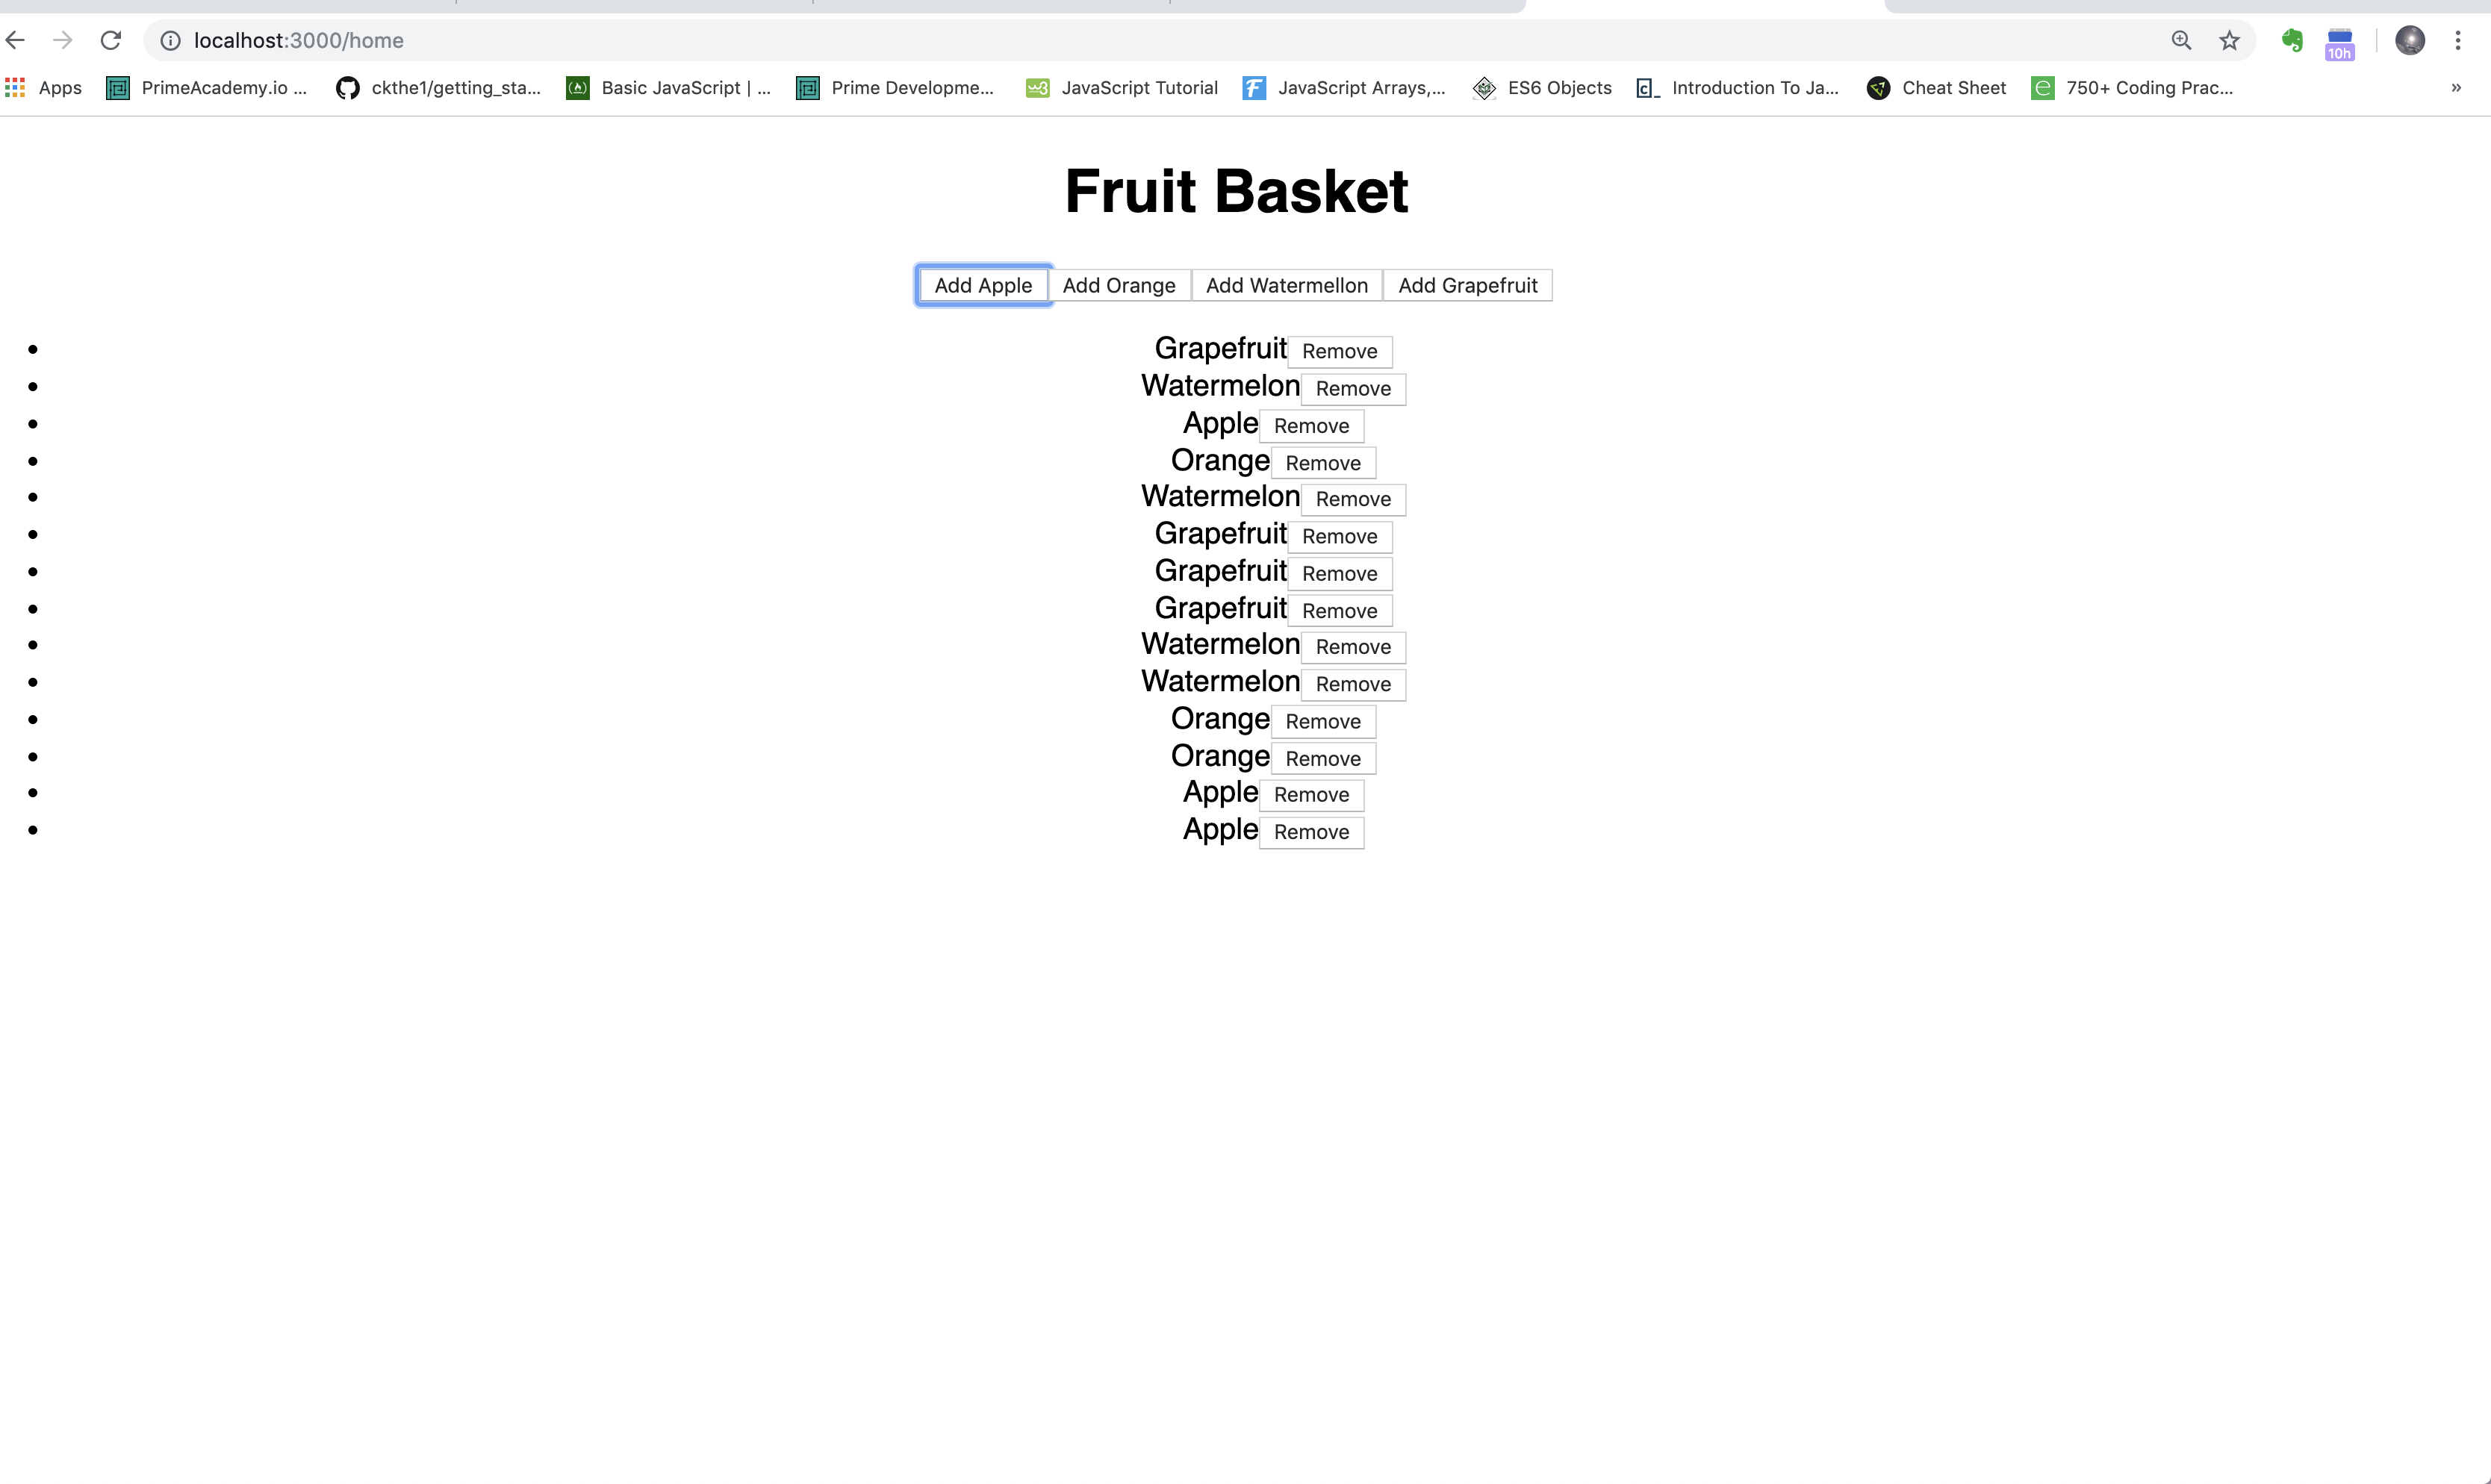 localhost:3000/home
10h
Apps PrimeAcademy.io ... ckthe1/getting_sta... Basic JavaScript | ... Prime Developme... w3 JavaScript Tutorial F JavaScript Arrays,... ES6 Objects c_ Introduction To Ja... Cheat Sheet e 750+ Coding Prac... »
Fruit Basket
Add Apple Add Orange Add Watermellon Add Grapefruit
• Grapefruit Remove
• Watermelon Remove
• Apple Remove
• Orange Remove
• Watermelon Remove
• Grapefruit Remove
• Grapefruit Remove
• Grapefruit Remove
• Watermelon Remove
• Watermelon Remove
• Orange Remove
• Orange Remove
• Apple Remove
• Apple Remove